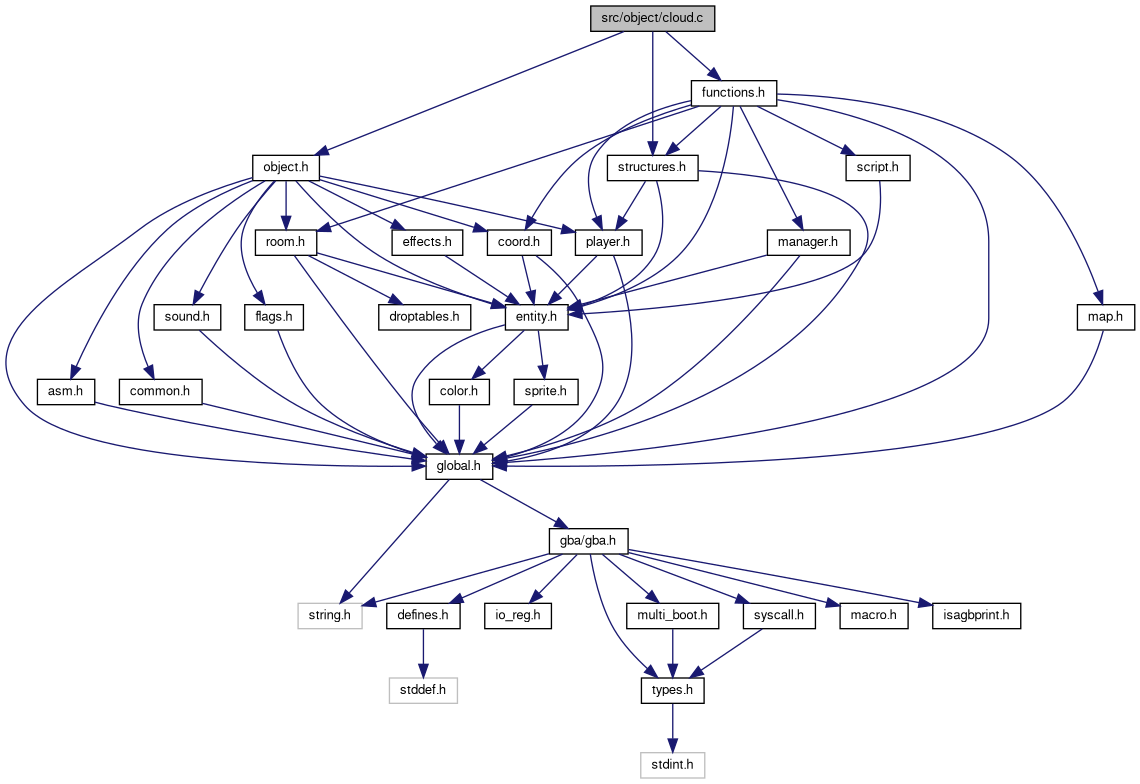 src/object/cloud.c
functions.h
object.h
structures.h
script.h
room.h
effects.h
coord.h
player.h
manager.h
sound.h
flags.h
droptables.h
entity.h
map.h
asm.h
common.h
color.h
sprite.h
global.h
gba/gba.h
string.h
defines.h
io_reg.h
multi_boot.h
syscall.h
macro.h
isagbprint.h
stddef.h
types.h
stdint.h